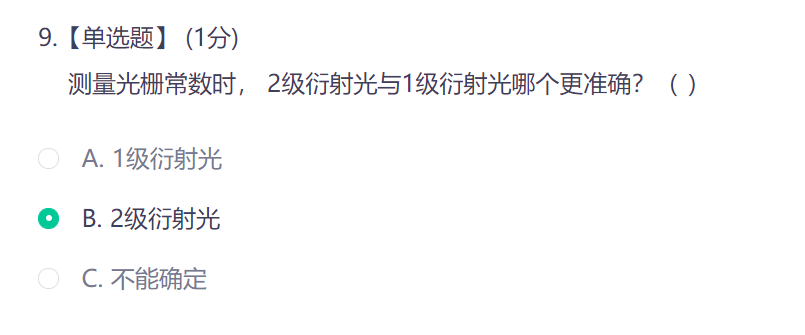 9.【单选题】 (1分)
测量光栅常数时， 2级衍射光与1级衍射光哪个更准确？（ ）
A. 1级衍射光
B. 2级衍射光
C. 不能确定